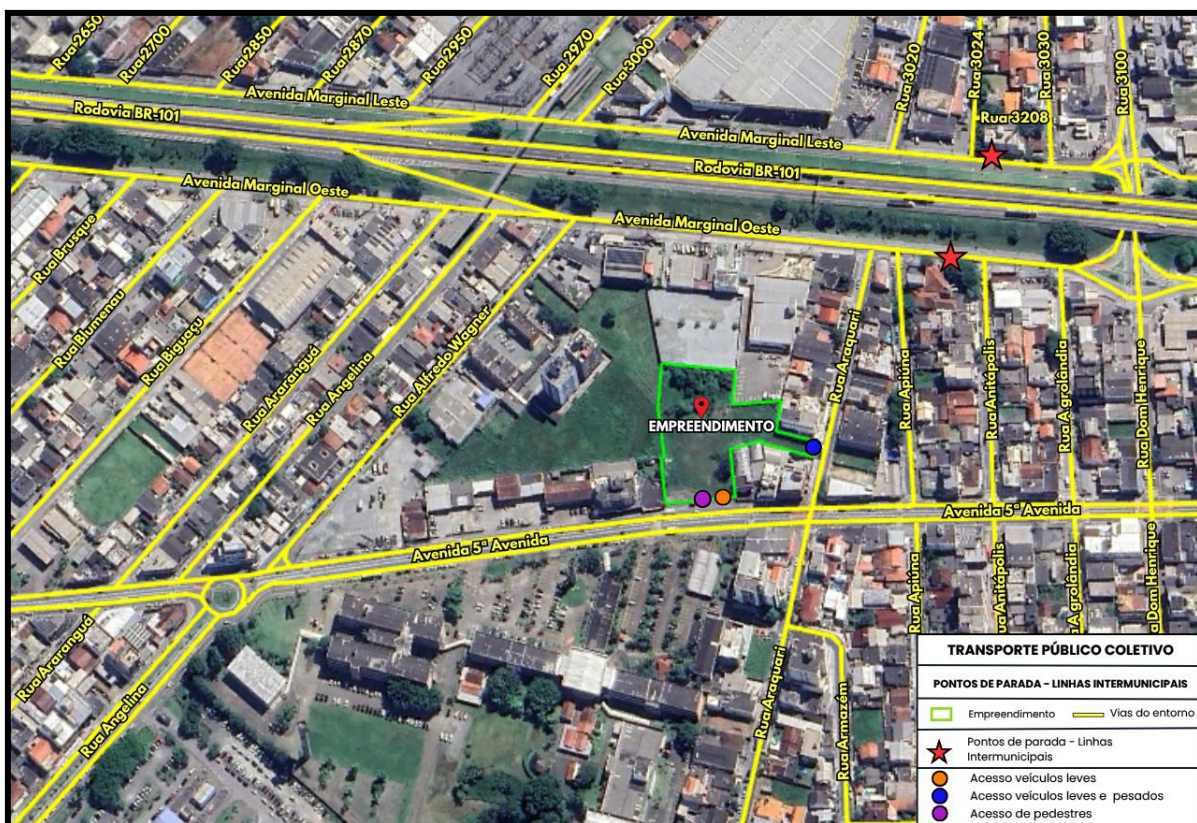 Rua 2650
Rua 2700
Rua 2850
Rua 2870
Rua 2950
Rua 2970
Rua 3000
Rua 3020
Rua 3024
Rua 3030
Rua 3100
Rua 3208
Avenida Marginal Leste
Avenida Marginal Leste
Rodovia BR-101
Rodovia BR-101
Avenida Marginal Oeste
Avenida Marginal Oeste
Rua Brusque
Rua Blumenau
Rua Biguaçu
Rua Araranguá
Rua Angelina
Rua Alfredo Wagner
Rua Araquari
Rua Apiúna
Rua Anitápolis
Rua Agrolândia
Rua Dom Henrique
EMPREENDIMENTO
Avenida 5ª Avenida
Avenida 5ª Avenida
Rua Araranguá
Rua Angelina
Rua Araquari
Rua Armazém
Rua Apiúna
Rua Anitápolis
a Agrolândia
a Dom Henrique
TRANSPORTE PÚBLICO COLETIVO
PONTOS DE PARADA - LINHAS INTERMUNICIPAIS
Empreendimento
Vias do entorno
Pontos de parada - Linhas
Intermunicipais
Acesso veículos leves
Acesso veículos leves e pesados
Acesso de pedestres